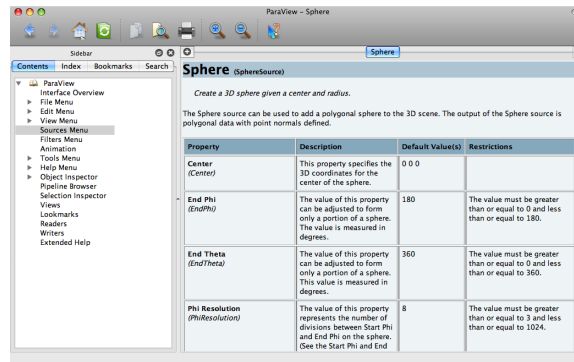 ParaView – Sphere
Sidebar
Contents Index Bookmarks Search
ParaView
Interface Overview
File Menu
Edit Menu
View Menu
Sources Menu
Filters Menu
Animation
Tools Menu
Help Menu
Object Inspector
Pipeline Browser
Selection Inspector
Views
Lookmarks
Readers
Writers
Extended Help
Sphere
Sphere (SphereSource)
Create a 3D sphere given a center and radius.
The Sphere source can be used to add a polygonal sphere to the 3D scene. The output of the Sphere source is
polygonal data with point normals defined.
Property Description Default Value(s) Restrictions
Center
(Center)
This property specifies the
3D coordinates for the
center of the sphere.
0 0 0
End Phi
(EndPhi)
The value of this property
can be adjusted to form
only a portion of a sphere.
The value is measured in
degrees.
180
The value must be greater
than or equal to 0 and less
than or equal to 180.
End Theta
(EndTheta)
The value of this property
can be adjusted to form
only a portion of a sphere.
This value is measured in
degrees.
360
The value must be greater
than or equal to 0 and less
than or equal to 360.
Phi Resolution
(PhiResolution)
The value of this property
represents the number of
divisions between Start Phi
and End Phi on the sphere.
(See the Start Phi and End
8
The value must be greater
than or equal to 3 and less
than or equal to 1024.